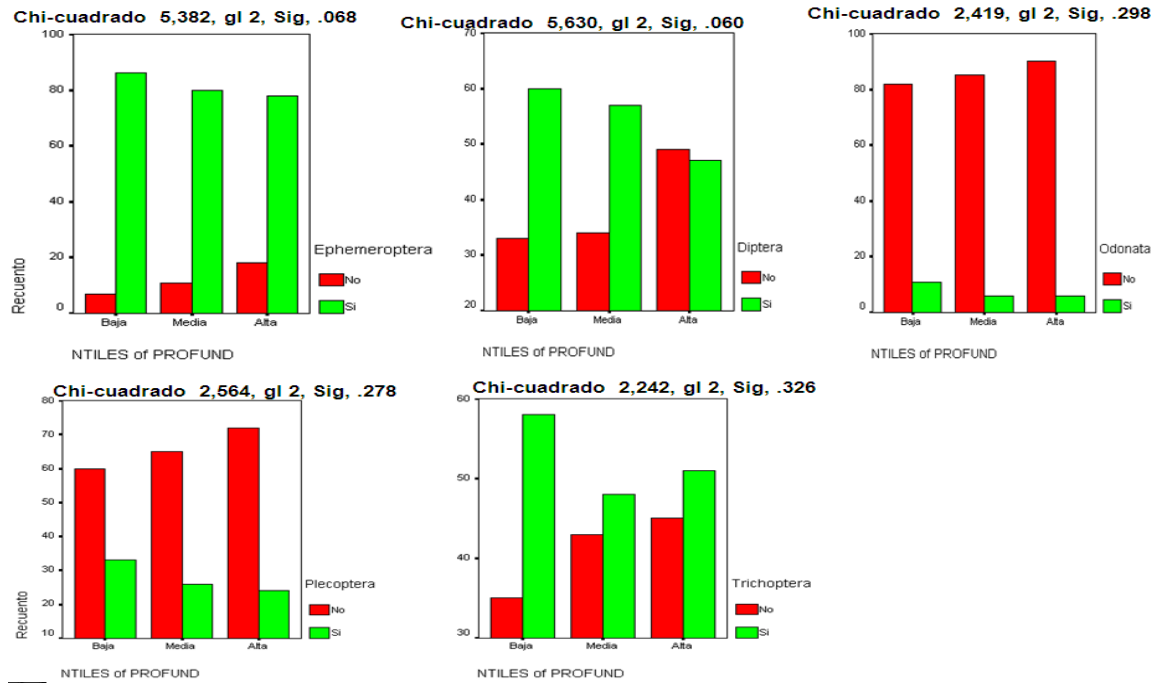 Chi-cuadrado 5,382, gl 2, Sig, .068
100
80
60
40
20
0
Recuento
Baja Media Alta
NTILES of PROFUND
Ephemeroptera
No
Si
Chi-cuadrado 5,630, gl 2, Sig, .060
70
60
50
40
30
20
Baja Media Alta
NTILES of PROFUND
Diptera
No
Si
Chi-cuadrado 2,419, gl 2, Sig, .298
100
80
60
40
20
0
Baja Media Alta
NTILES of PROFUND
Odonata
No
Si
Chi-cuadrado 2,564, gl 2, Sig, .278
80
70
60
50
40
30
20
10
Recuento
Baja Media Alta
NTILES of PROFUND
Plecoptera
No
Si
Chi-cuadrado 2,242, gl 2, Sig, .326
60
50
40
30
Baja Media Alta
NTILES of PROFUND
Trichoptera
No
Si